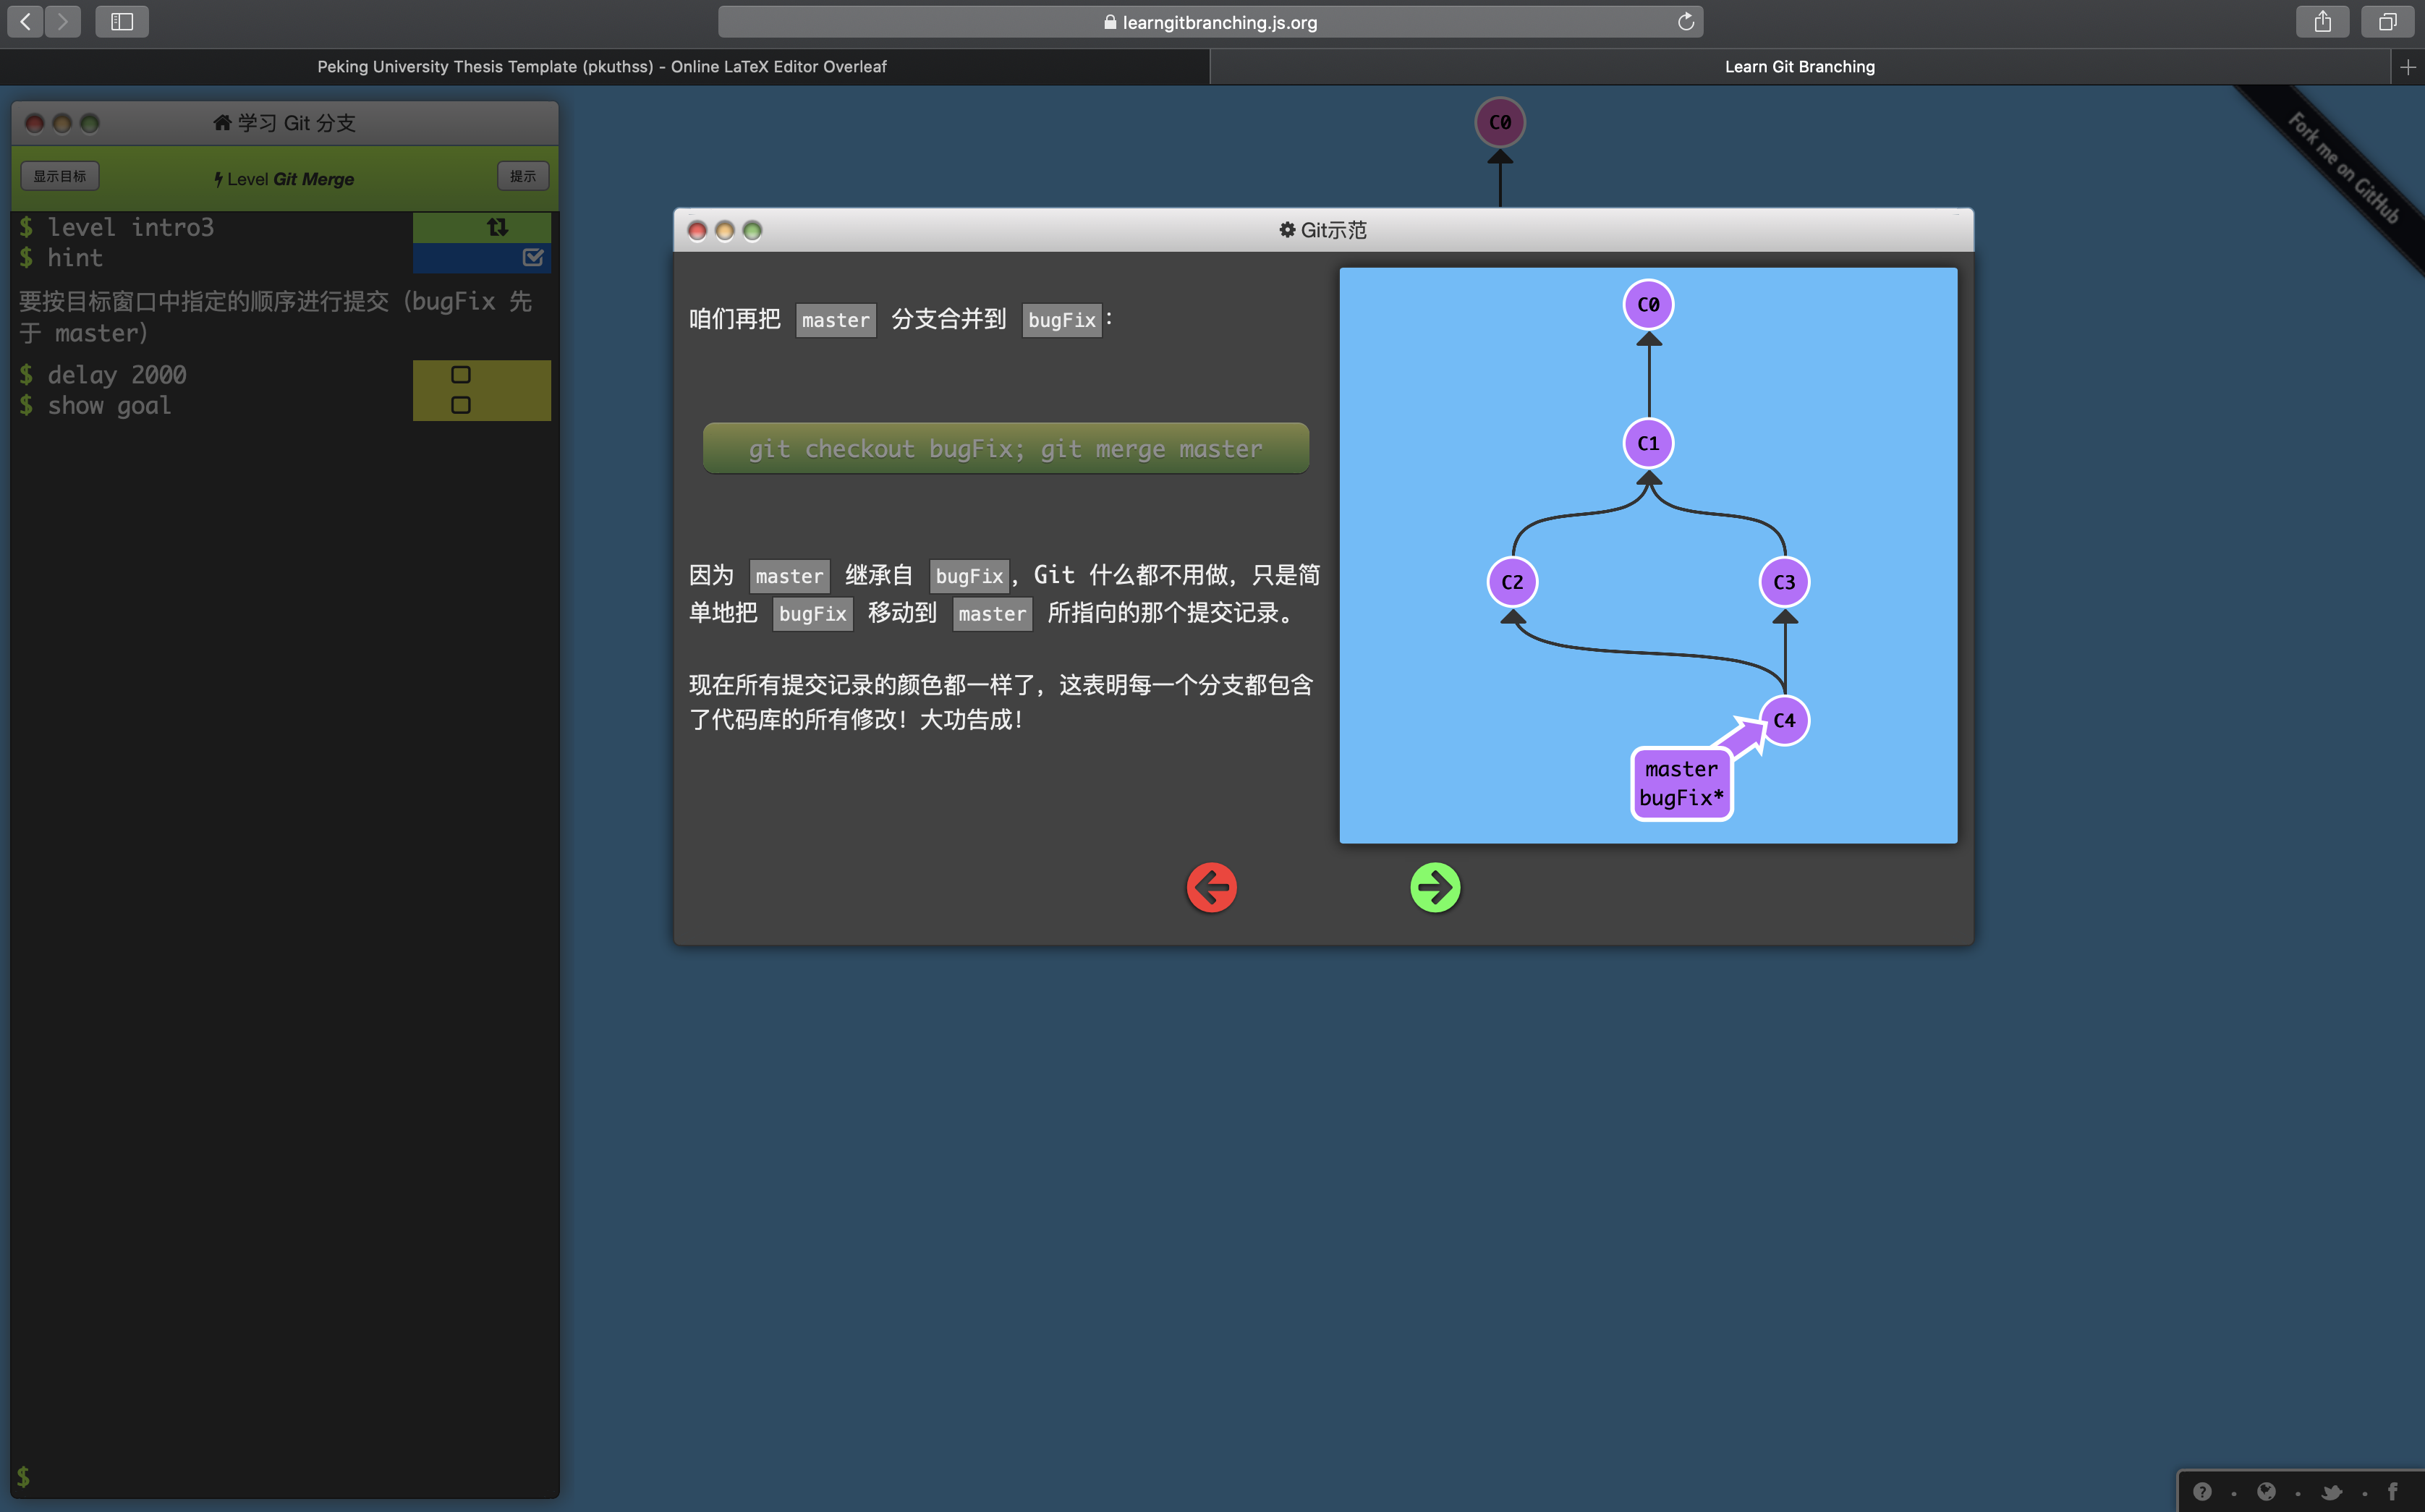 learngitbranching.js.org
Peking University Thesis Template (pkuthss) - Online LaTeX Editor Overleaf
Learn Git Branching
学习 Git 分支
显示目标
Level Git Merge
提示
$ level intro3
$ hint
要按目标窗口中指定的顺序进行提交（bugFix 先
于 master）
$ delay 2000
$ show goal
$
C0
Fork me on GitHub
Git示范
咱们再把 master 分支合并到 bugFix：
git checkout bugFix; git merge master
因为 master 继承自 bugFix，Git 什么都不用做，只是简
单地把 bugFix 移动到 master 所指向的那个提交记录。
现在所有提交记录的颜色都一样了，这表明每一个分支都包含
了代码库的所有修改！大功告成！
C0
C1
C2
C3
C4
master
bugFix*